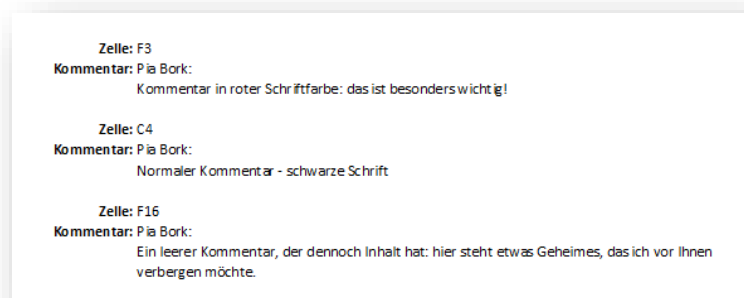 Zelle: F3
Kommentar: Pia Bork:
Kommentar in roter Schriftfarbe: das ist besonders wichtig!
Zelle: C4
Kommentar: Pia Bork:
Normaler Kommentar - schwarze Schrift
Zelle: F16
Kommentar: Pia Bork:
Ein leerer Kommentar, der dennoch Inhalt hat: hier steht etwas Geheimes, das ich vor Ihnen
verbergen möchte.